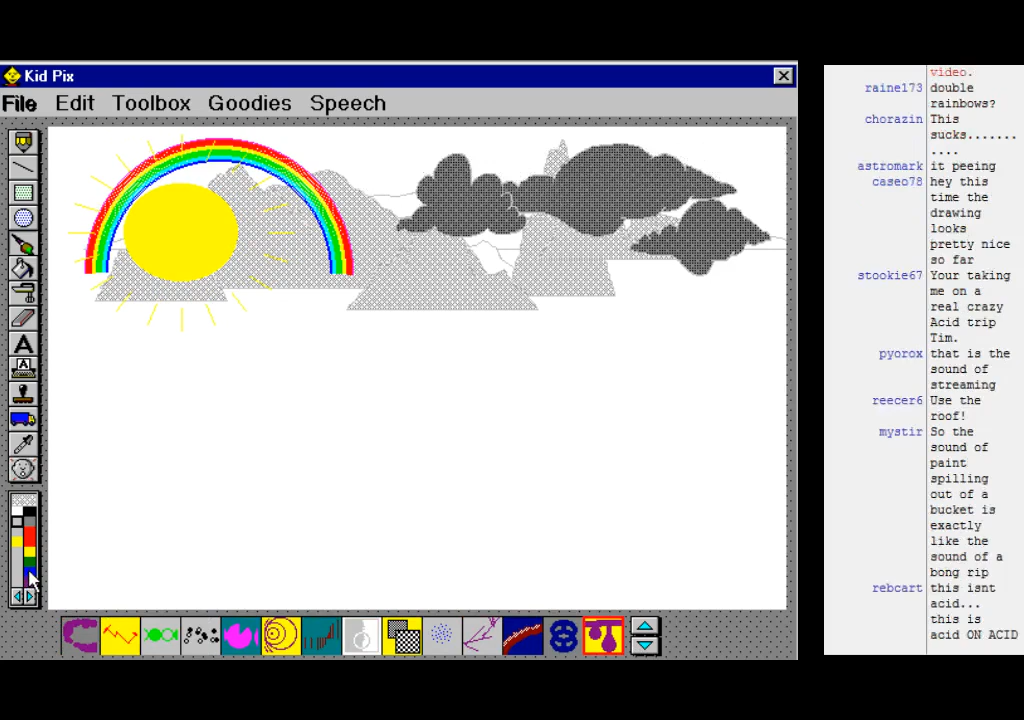 Kid Pix
File Edit Toolbox Goodies Speech
A
A
video.
raine173 double
rainbows?
chorazin This
sucks.......
....
astromark it peeing
caseo78 hey this
time the
drawing
looks
pretty nice
so far
stookie67 Your taking
me on a
real crazy
Acid trip
Tim.
pyorox that is the
sound of
streaming
reecer6 Use the
roof!
mystir So the
sound of
paint
spilling
out of a
bucket is
exactly
like the
sound of a
bong rip
rebcart this isnt
acid...
this is
acid ON ACID